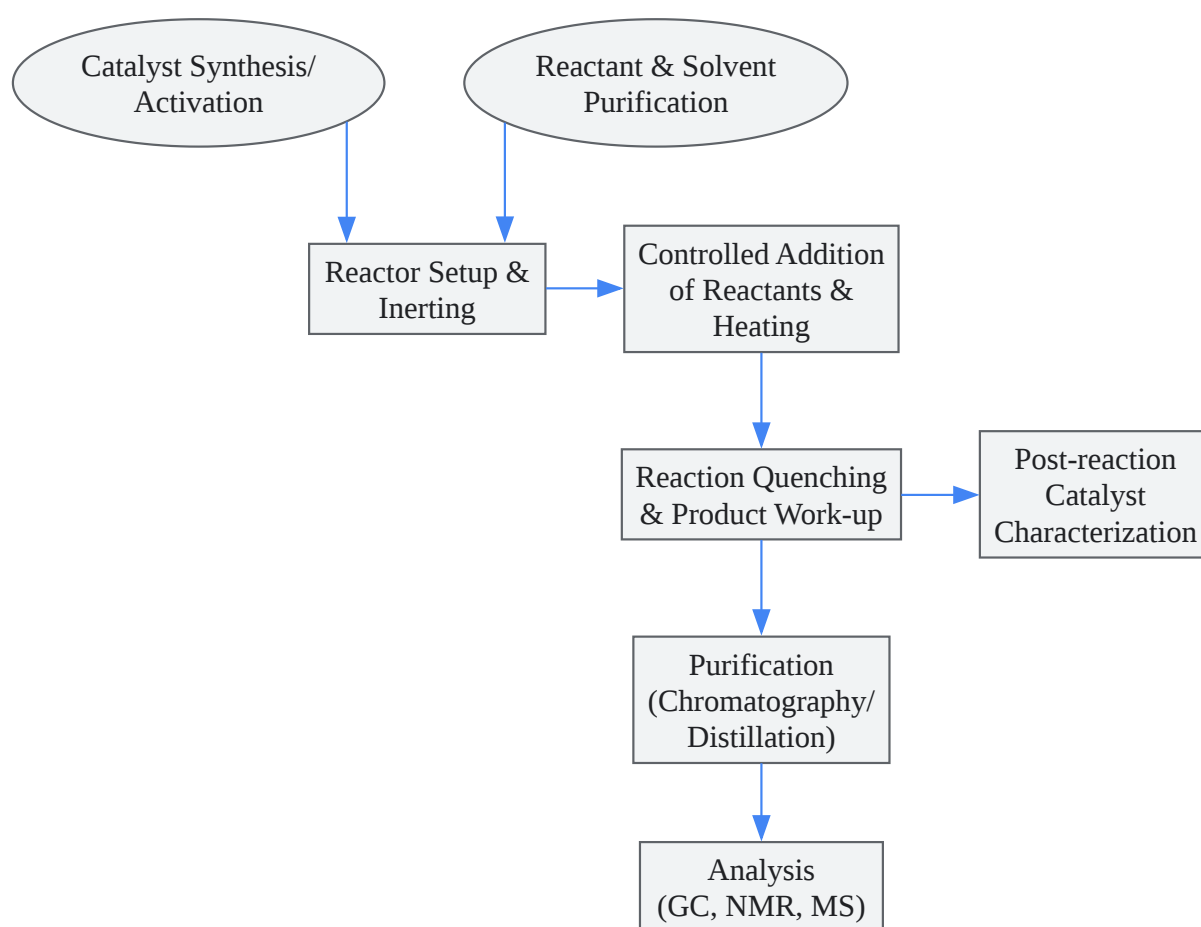 Catalyst Synthesis/
Activation
Reactant & Solvent
Purification
Reactor Setup &
Inerting
Controlled Addition
of Reactants &
Heating
Reaction Quenching
& Product Work-up
Post-reaction
Catalyst
Characterization
Purification
(Chromatography/
Distillation)
Analysis
(GC, NMR, MS)